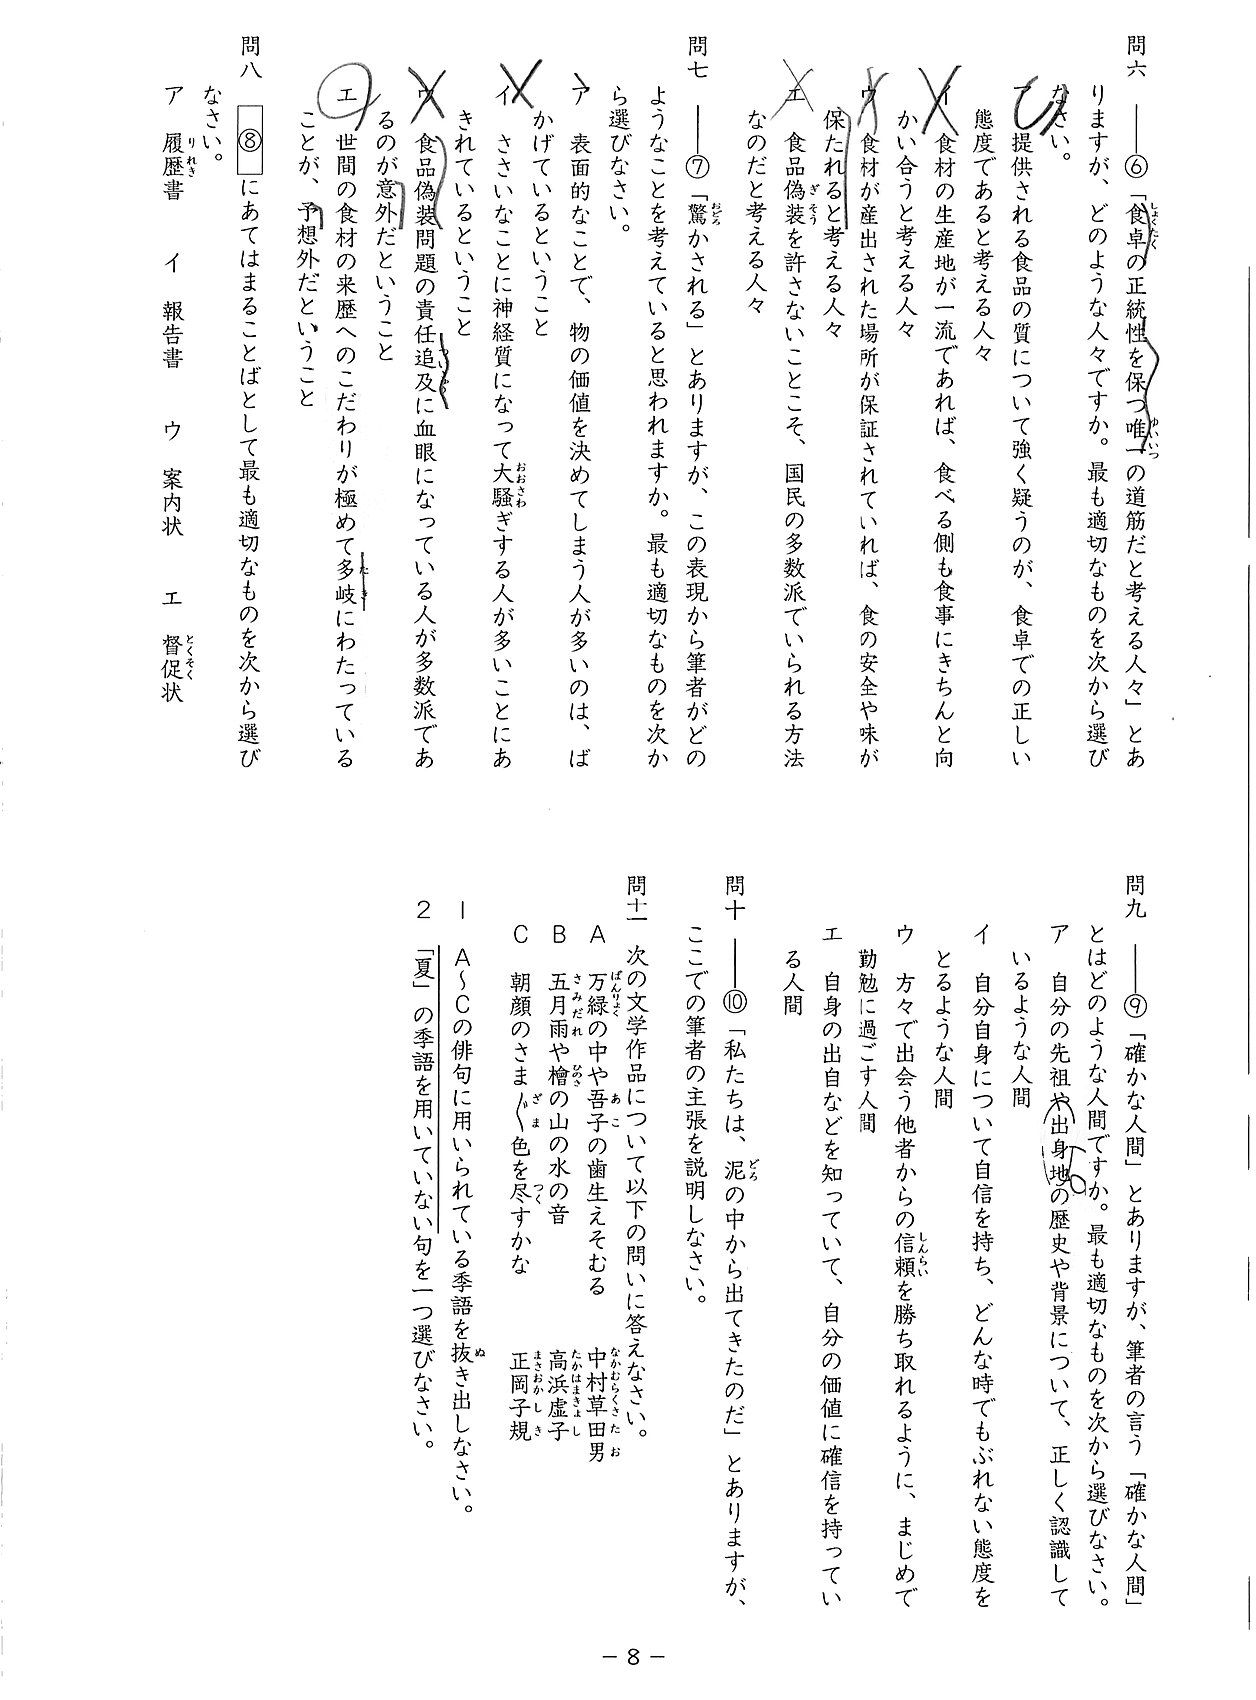 問六 ――⑥「食卓の正統性を保つ唯一の道筋だと考える人々」とあ
りますが、どのような人々ですか。最も適切なものを次から選び
なさい。
ア 提供される食品の質について強く疑うのが、食卓での正しい
態度であると考える人々
イ 食材の生産地が一流であれば、食べる側も食事にきちんと向
かい合うと考える人々
ウ 食材が産出された場所が保証されていれば、食の安全や味が
保たれると考える人々
エ 食品偽装を許さないことこそ、国民の多数派でいられる方法
なのだと考える人々
問七 ――⑦「驚かされる」とありますが、この表現から筆者がどの
ようなことを考えていると思われますか。最も適切なものを次か
ら選びなさい。
ア 表面的なことで、物の価値を決めてしまう人が多いのは、ば
かげているということ
イ ささいなことに神経質になって大騒ぎする人が多いことにあ
きれているということ
ウ 食品偽装問題の責任追及に血眼になっている人が多数派であ
るのが意外だということ
エ 世間の食材の来歴へのこだわりが極めて多岐にわたっている
ことが、予想外だということ
問八 ⑧にあてはまることばとして最も適切なものを次から選び
なさい。
ア 履歴書 イ 報告書 ウ 案内状 エ 督促状
問九 ――⑨「確かな人間」とありますが、筆者の言う「確かな人間」
とはどのような人間ですか。最も適切なものを次から選びなさい。
ア 自分の先祖や出身地の歴史や背景について、正しく認識して
いるような人間
イ 自分自身について自信を持ち、どんな時でもぶれない態度を
とるような人間
ウ 方々で出会う他者からの信頼を勝ち取れるように、まじめで
勤勉に過ごす人間
エ 自身の出自などを知っていて、自分の価値に確信を持ってい
る人間
問十 ――⑩「私たちは、泥の中から出てきたのだ」とありますが、
ここでの筆者の主張を説明しなさい。
問十一 次の文学作品について以下の問いに答えなさい。
A 万緑の中や吾子の歯生えそむる 中村草田男
B 五月雨や檜の山の水の音 高浜虚子
C 朝顔のさま〴〵色を尽すかな 正岡子規
1 A～Cの俳句に用いられている季語を抜き出しなさい。
2 「夏」の季語を用いていない句を一つ選びなさい。
－8－